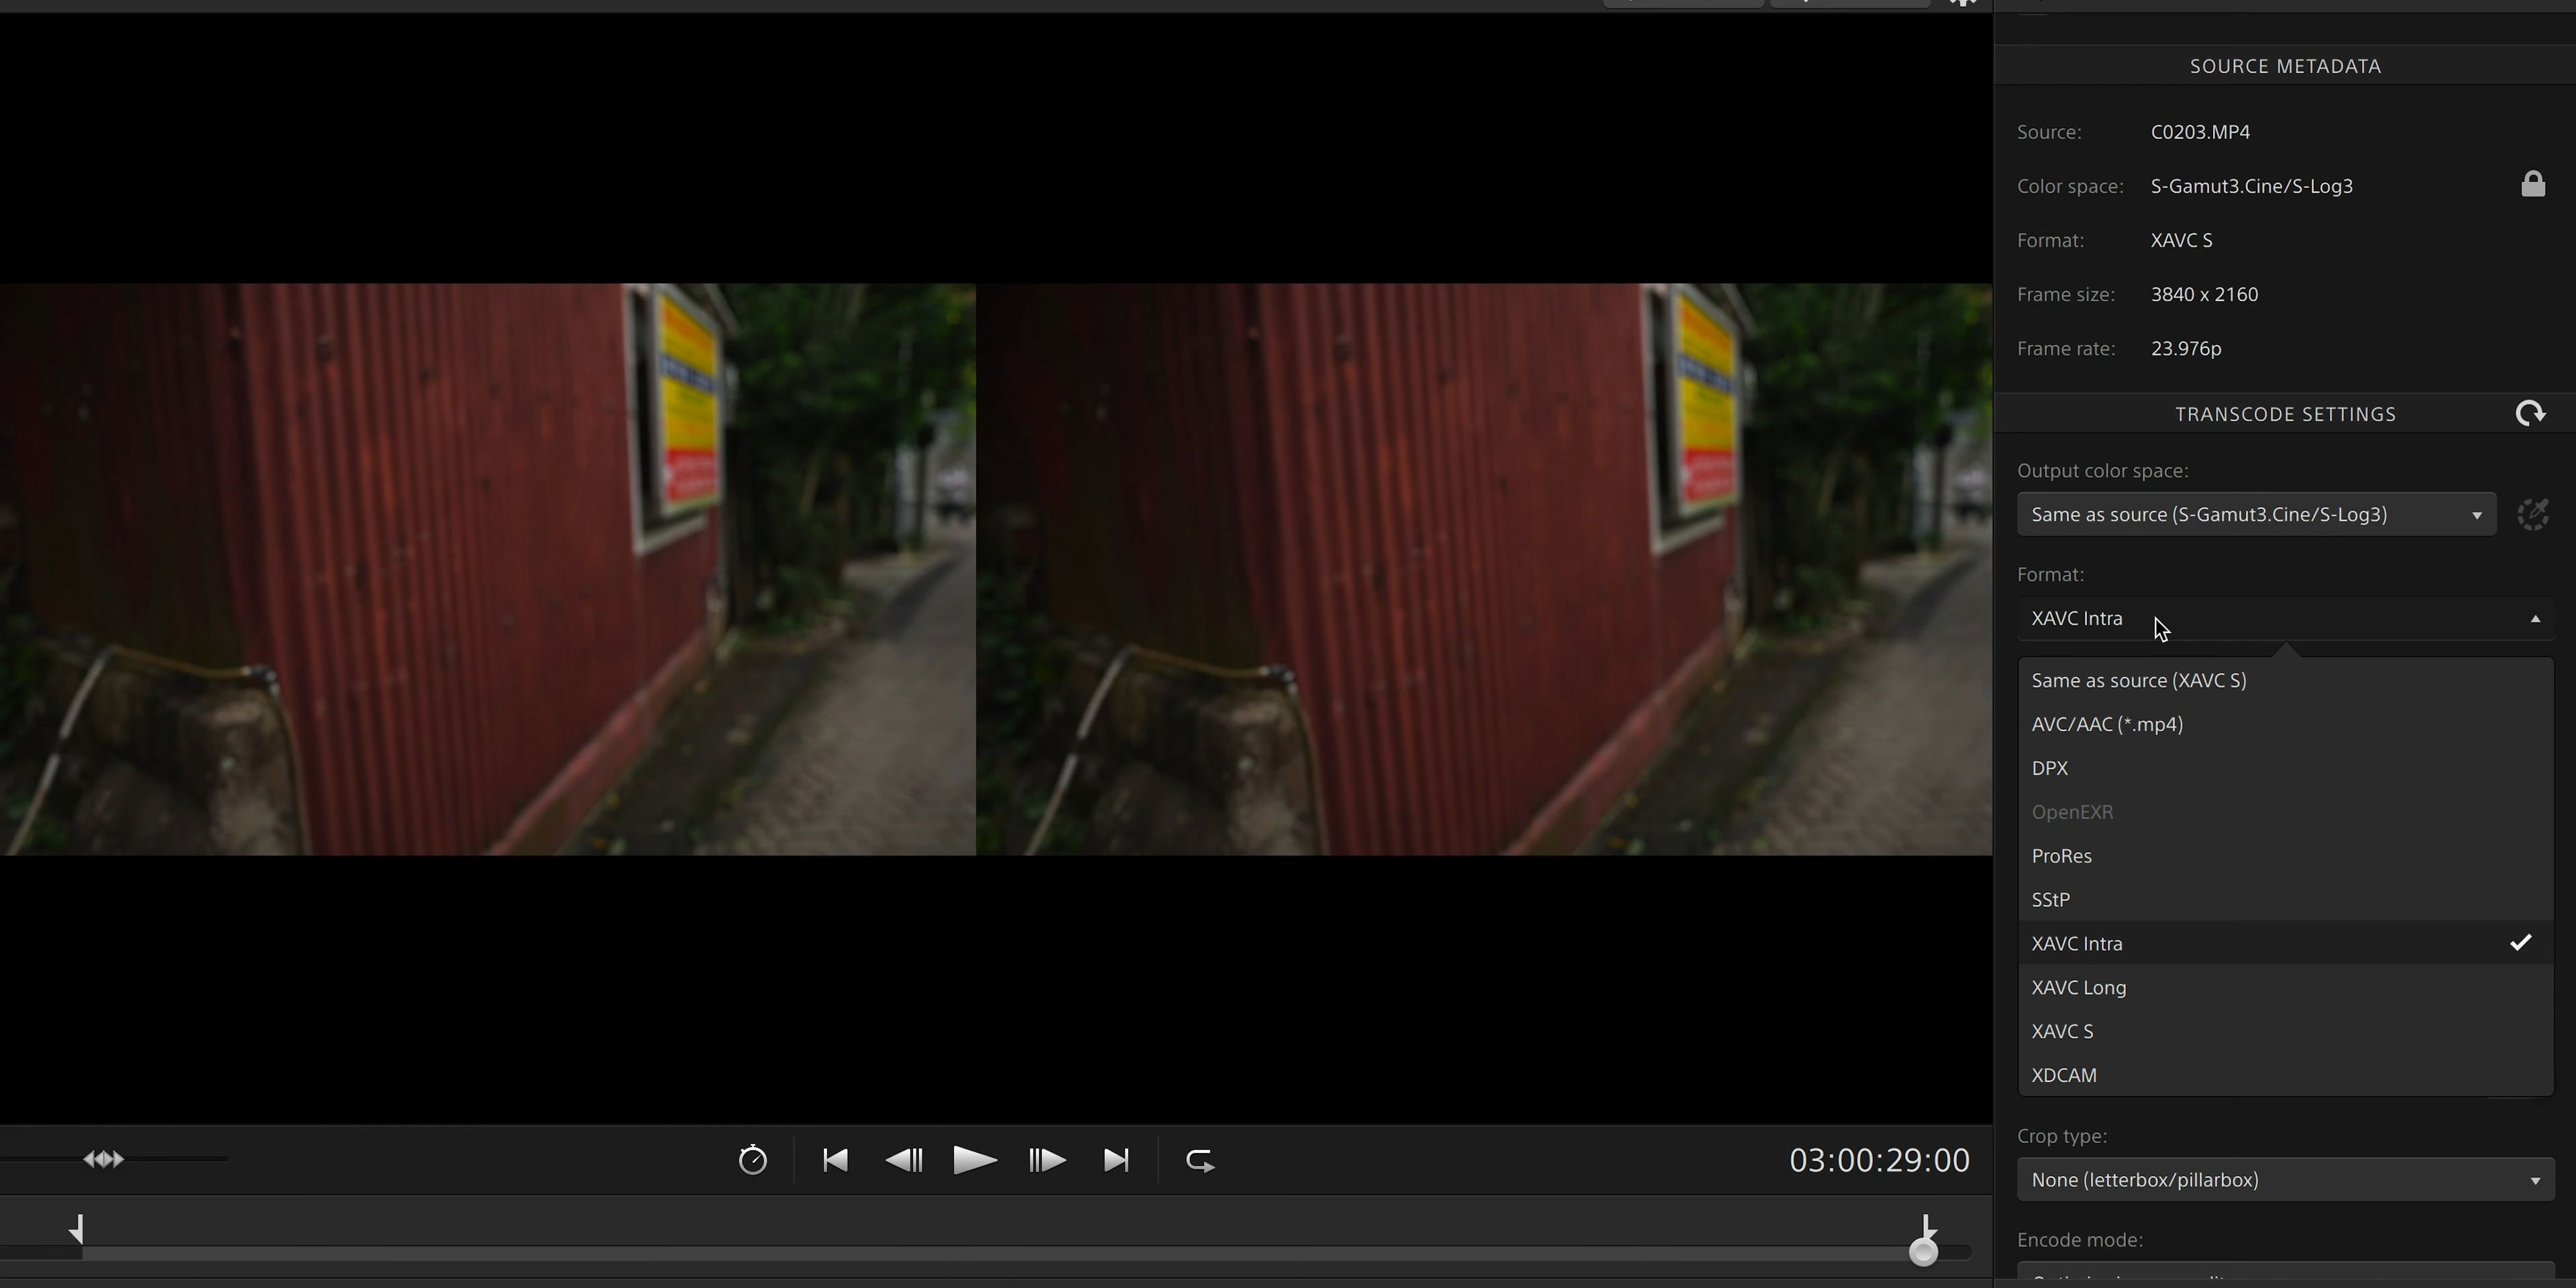 SOURCE METADATA
Source: C0203.MP4
Color space: S-Gamut3.Cine/S-Log3
Format: XAVC S
Frame size: 3840 x 2160
Frame rate: 23.976p
TRANSCODE SETTINGS
Output color space:
Same as source (S-Gamut3.Cine/S-Log3)
Format:
XAVC Intra
Same as source (XAVC S)
AVC/AAC (*.mp4)
DPX
OpenEXR
ProRes
SStP
XAVC Intra
XAVC Long
XAVC S
XDCAM
Crop type:
None (letterbox/pillarbox)
Encode mode:
03:00:29:00